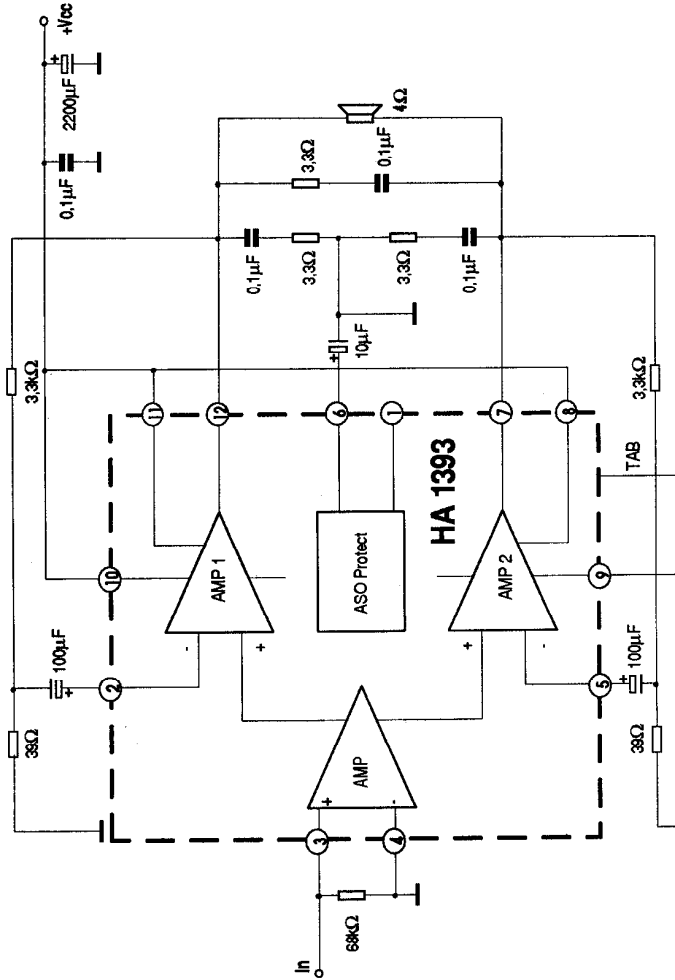 +Vcc
2200µF
+
0,1µF
4Ω
3,3Ω
0,1µF
0,1µF
3,3Ω
3,3Ω
0,1µF
3,3kΩ
10µF
+
3,3kΩ
11
12
6
1
7
8
HA 1393
TAB
10
AMP 1
ASO Protect
AMP 2
9
-
+
+
-
100µF
+
2
5
+
100µF
39Ω
AMP
39Ω
+
-
3
4
68kΩ
In